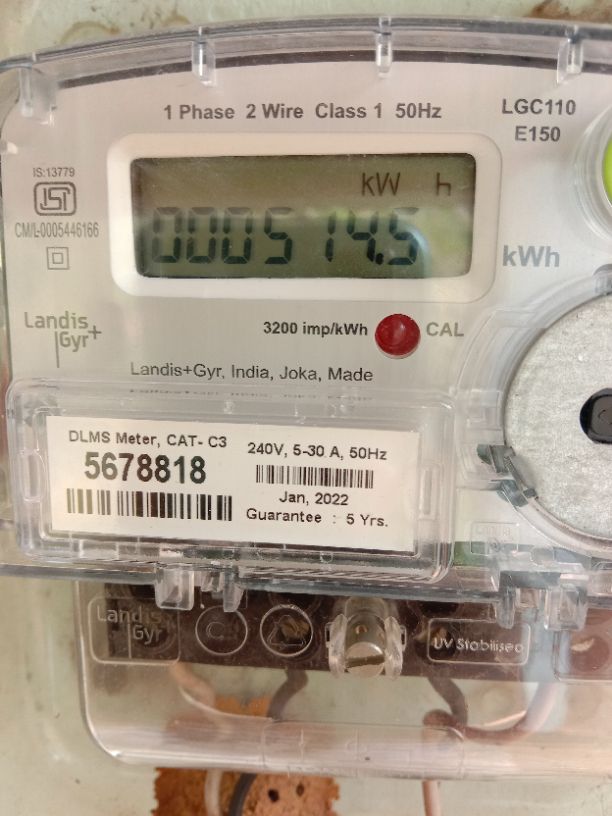 1 Phase 2 Wire Class 1 50Hz
LGC110
E150
IS:13779
ISI
CM/L-0005446166
kW h
000514.5
kWh
Landis+
Gyr
3200 imp/kWh
CAL
Landis+Gyr, India, Joka, Made
DLMS Meter, CAT- C3
5678818
240V, 5-30 A, 50Hz
Jan, 2022
Guarantee : 5 Yrs.
Landis
Gyr
UV Stabilised